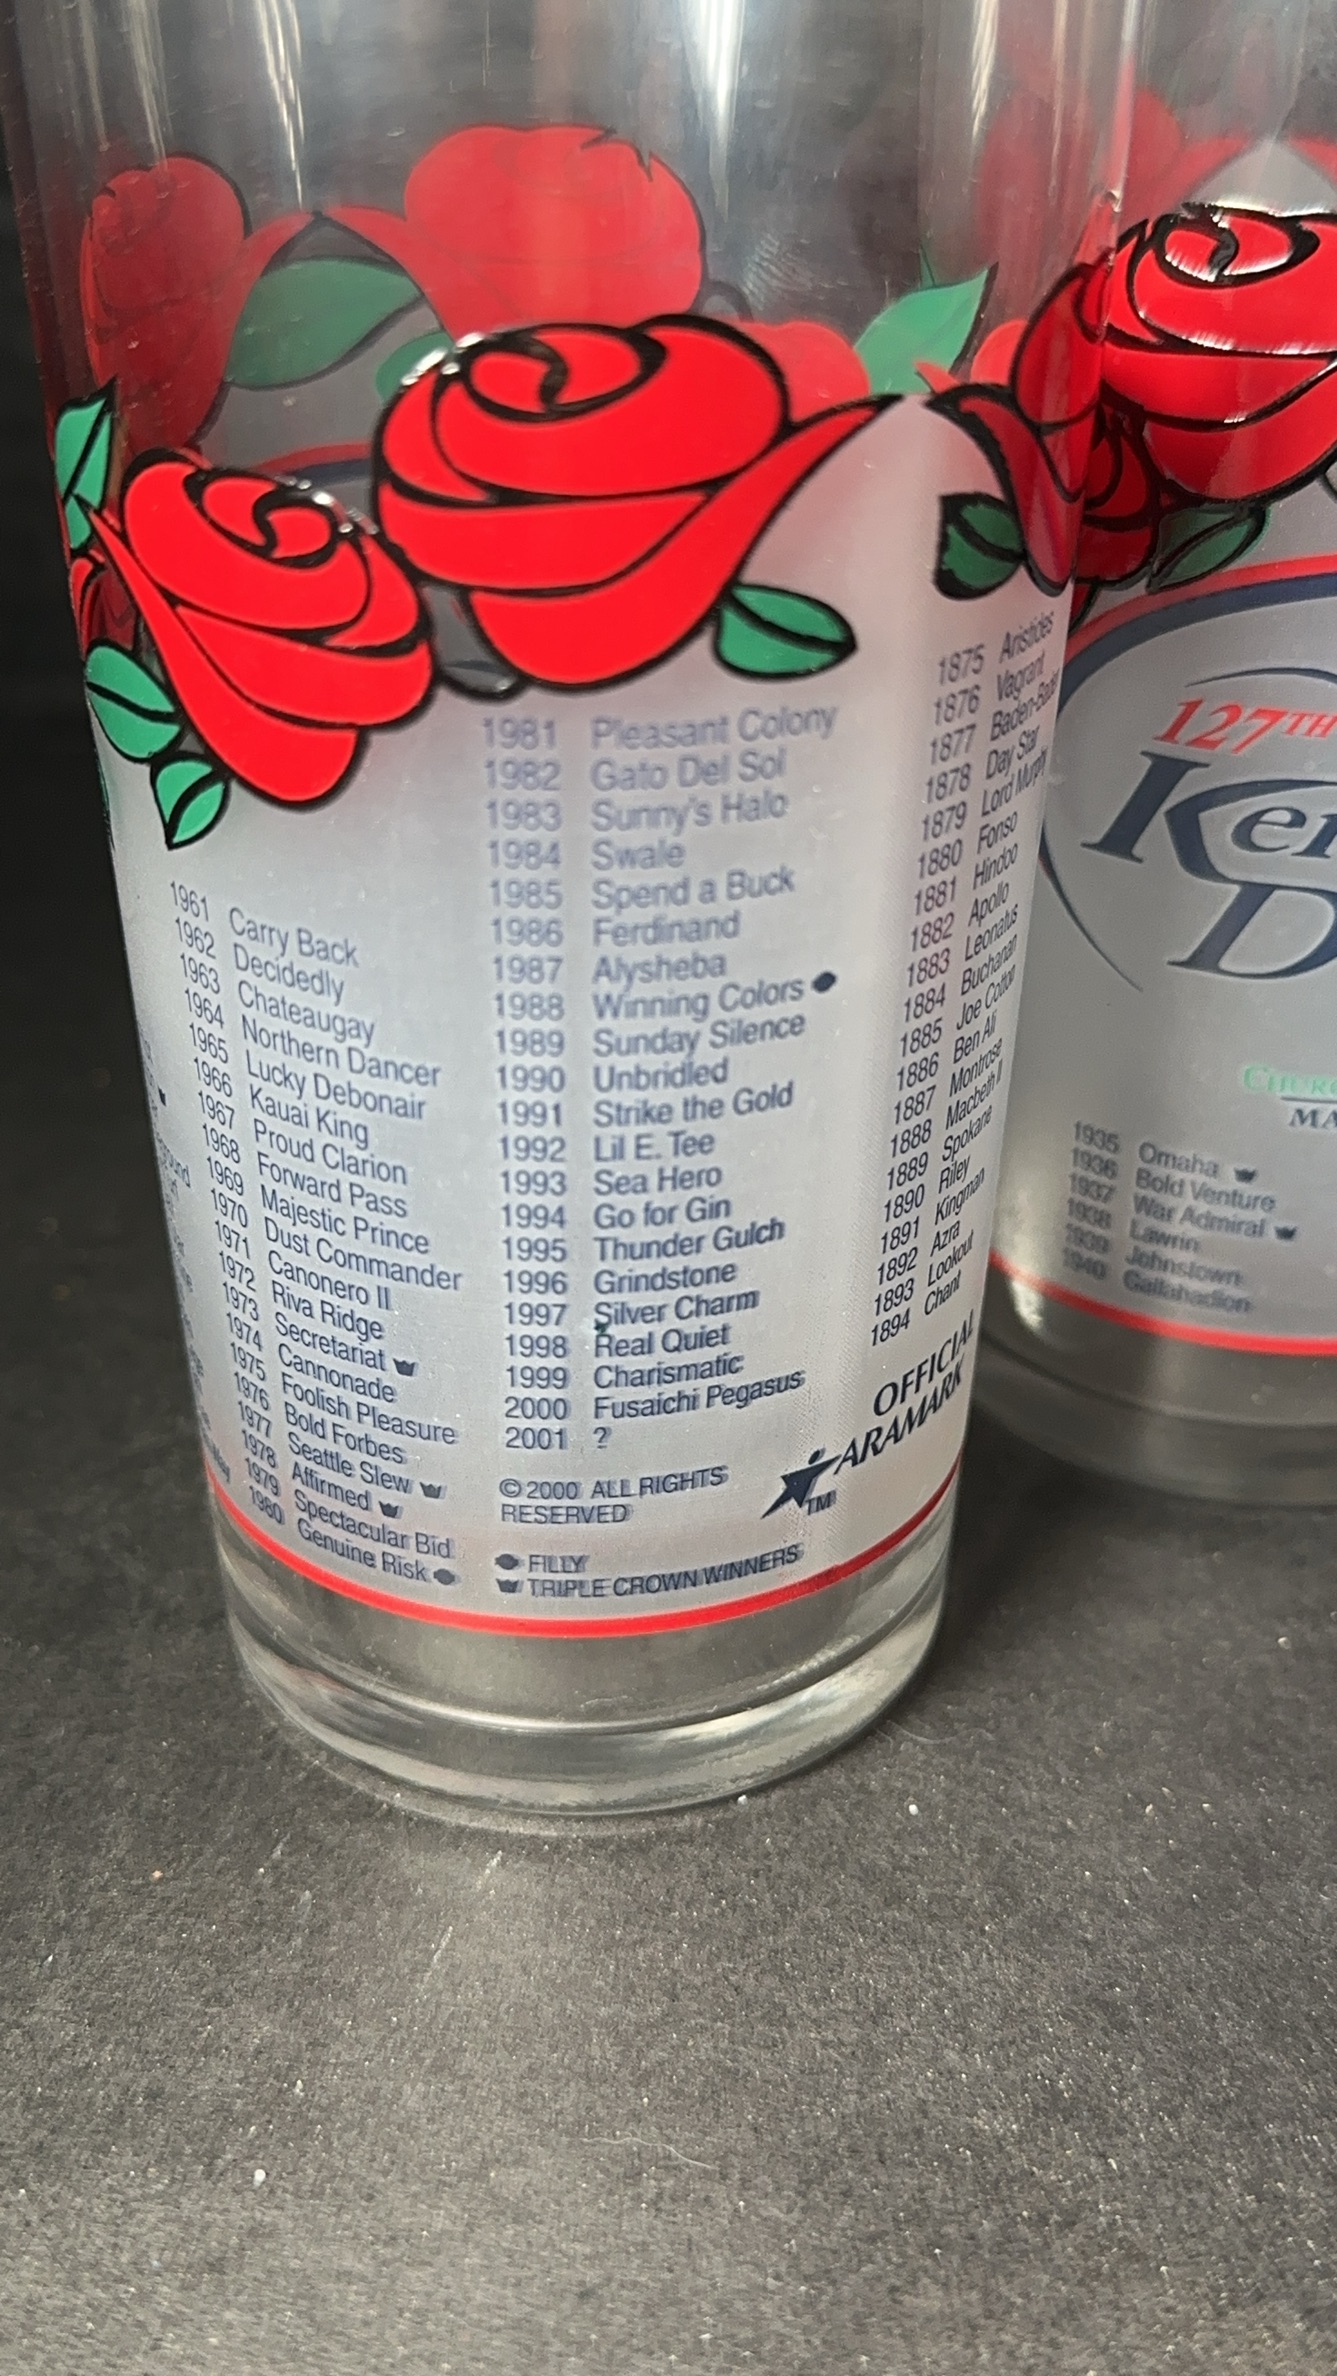 1961 Carry Back
1962 Decidedly
1963 Chateaugay
1964 Northern Dancer
1965 Lucky Debonair
1966 Kauai King
1967 Proud Clarion
1968 Forward Pass
1969 Majestic Prince
1970 Dust Commander
1971 Canonero II
1972 Riva Ridge
1973 Secretariat
1974 Cannonade
1975 Foolish Pleasure
1976 Bold Forbes
1977 Seattle Slew
1978 Affirmed
1979 Spectacular Bid
1980 Genuine Risk
1981 Pleasant Colony
1982 Gato Del Sol
1983 Sunny's Halo
1984 Swale
1985 Spend a Buck
1986 Ferdinand
1987 Alysheba
1988 Winning Colors
1989 Sunday Silence
1990 Unbridled
1991 Strike the Gold
1992 Lil E. Tee
1993 Sea Hero
1994 Go for Gin
1995 Thunder Gulch
1996 Grindstone
1997 Silver Charm
1998 Real Quiet
1999 Charismatic
2000 Fusaichi Pegasus
2001 ?
©2000 ALL RIGHTS
RESERVED
FILLY
TRIPLE CROWN WINNERS
1875 Aristides
1876 Vagrant
1877 Baden-Baden
1878 Day Star
1879 Lord Murphy
1880 Fonso
1881 Hindoo
1882 Apollo
1883 Leonatus
1884 Buchanan
1885 Joe Cotton
1886 Ben Ali
1887 Montrose
1888 Macbeth II
1889 Spokane
1890 Riley
1891 Kingman
1892 Azra
1893 Lookout
1894 Chant
OFFICIAL
ARAMARK
TM
127TH
Ken
D
CHURC
MA
1935 Omaha
1936 Bold Venture
1937 War Admiral
1938 Lawrin
1939 Johnstown
1940 Gallahadion